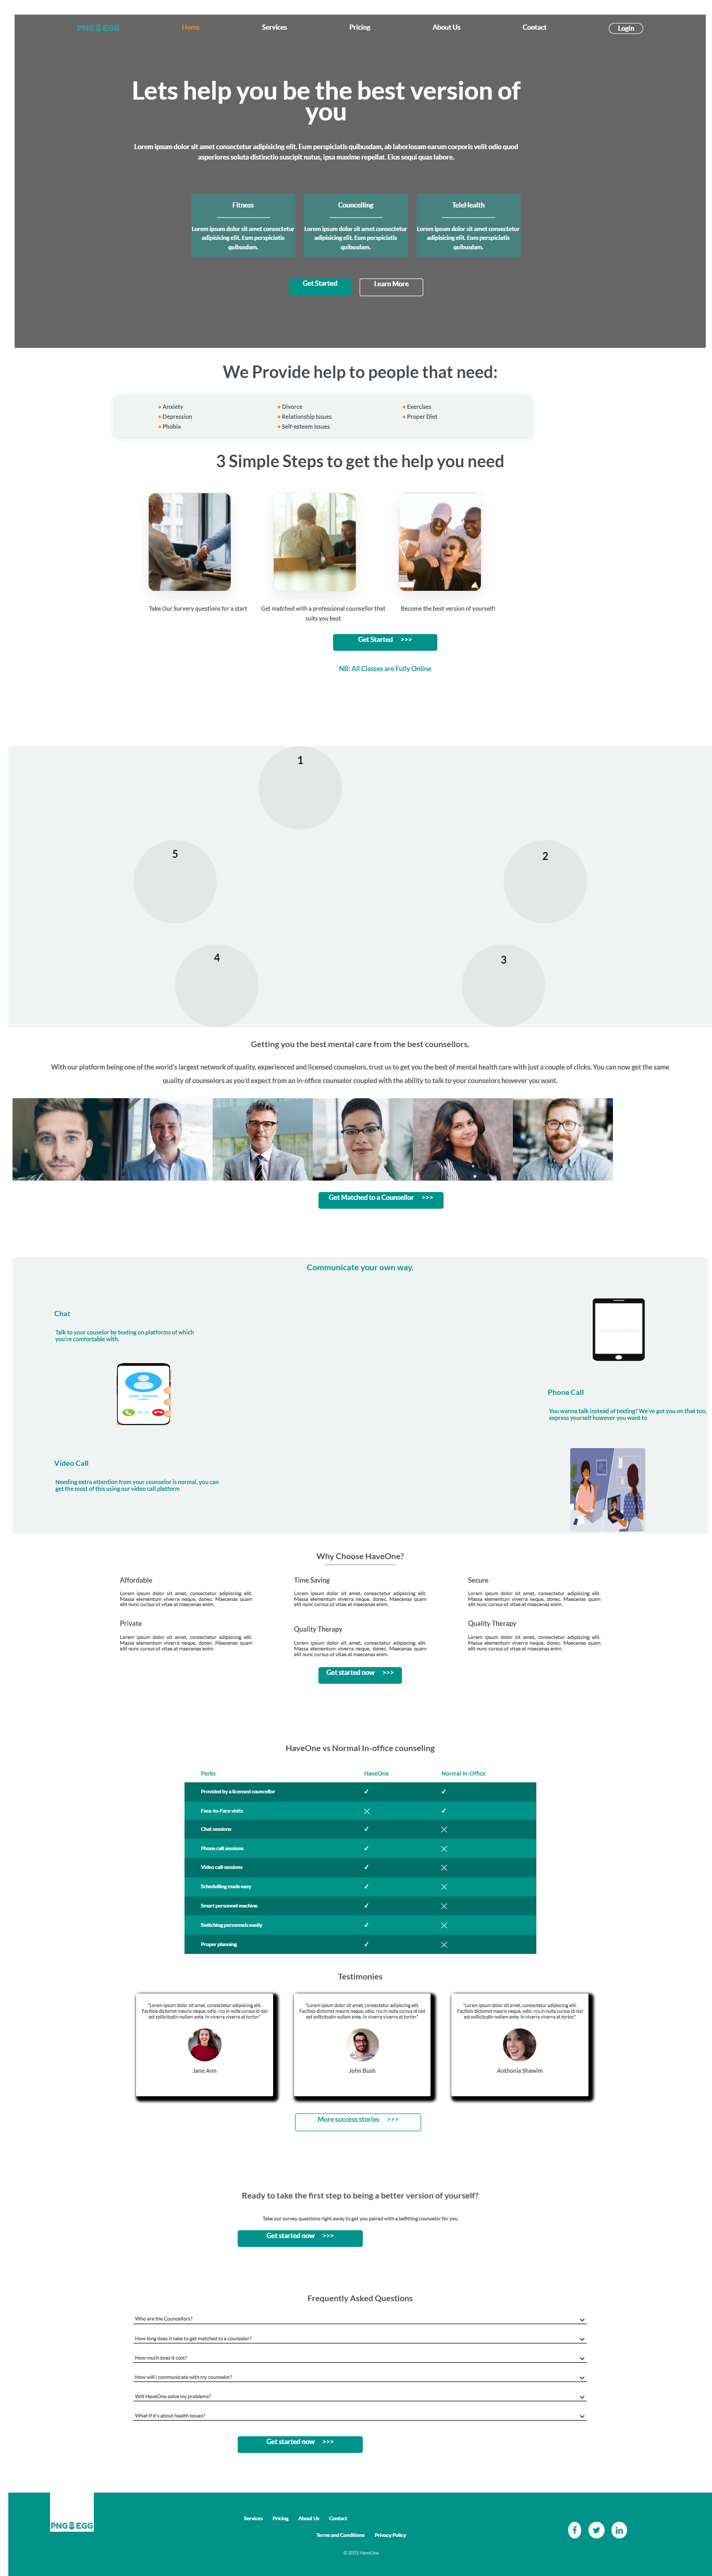 PNG EGG
Home
Services
Pricing
About Us
Contact
Login
Lets help you be the best version of
you
Lorem ipsum dolor sit amet consectetur adipisicing elit. Eum perspiciatis quibusdam, ab laboriosam earum corporis velit odio quod
asperiores soluta distinctio suscipit natus, ipsa maxime repellat. Eius sequi quas labore.
Fitness
Lorem ipsum dolor sit amet consectetur
adipisicing elit. Eum perspiciatis
quibusdam.
Councelling
Lorem ipsum dolor sit amet consectetur
adipisicing elit. Eum perspiciatis
quibusdam.
TeleHealth
Lorem ipsum dolor sit amet consectetur
adipisicing elit. Eum perspiciatis
quibusdam.
Get Started
Learn More
We Provide help to people that need:
Anxiety
Depression
Phobia
Divorce
Relationship Issues
Self-esteem Issues
Exercises
Proper Diet
3 Simple Steps to get the help you need
Take Our Survery questions for a start
Get matched with a professional counsellor that
suits you best
Become the best version of yourself!
Get Started >>>
NB: All Classes are Fully Online
1
5
2
4
3
Getting you the best mental care from the best counsellors.
With our platform being one of the world's largest network of quality, experienced and licensed counselors, trust us to get you the best of mental health care with just a couple of clicks. You can now get the same
quality of counselors as you'd expect from an in-office counselor coupled with the ability to talk to your counselors however you want.
Get Matched to a Counsellor >>>
Communicate your own way.
Chat
Talk to your couselor by texting on platforms of which
you're comfortable with.
Phone Call
You wanna talk instead of texting? We've got you on that too,
express yourself however you want to
Video Call
Needing extra attention from your counselor is normal, you can
get the most of this using our video call platform
Why Choose HaveOne?
Affordable
Lorem ipsum dolor sit amet, consectetur adipiscing elit.
Massa elementum viverra neque, donec. Maecenas quam
elit nunc cursus ut vitae at maecenas enim.
Time Saving
Lorem ipsum dolor sit amet, consectetur adipiscing elit.
Massa elementum viverra neque, donec. Maecenas quam
elit nunc cursus ut vitae at maecenas enim.
Secure
Lorem ipsum dolor sit amet, consectetur adipiscing elit.
Massa elementum viverra neque, donec. Maecenas quam
elit nunc cursus ut vitae at maecenas enim.
Private
Lorem ipsum dolor sit amet, consectetur adipiscing elit.
Massa elementum viverra neque, donec. Maecenas quam
elit nunc cursus ut vitae at maecenas enim.
Quality Therapy
Lorem ipsum dolor sit amet, consectetur adipiscing elit.
Massa elementum viverra neque, donec. Maecenas quam
elit nunc cursus ut vitae at maecenas enim.
Quality Therapy
Lorem ipsum dolor sit amet, consectetur adipiscing elit.
Massa elementum viverra neque, donec. Maecenas quam
elit nunc cursus ut vitae at maecenas enim.
Get started now >>>
HaveOne vs Normal In-office counseling
Perks HaveOne Normal In-Office
Provided by a licensed councellor
Face-to-Face visits
Chat sessions
Phone call sessions
Video call sessions
Schedulling made easy
Smart personnel machine
Switching personnels easily
Proper planning
Testimonies
"Lorem ipsum dolor sit amet, consectetur adipiscing elit.
Facilisis dictumst mauris neque, odio. rcu in nulla cursus id nisl
est sollicitudin nullam ante. In viverra viverra at tortor."
Jane Ann
"Lorem ipsum dolor sit amet, consectetur adipiscing elit.
Facilisis dictumst mauris neque, odio. rcu in nulla cursus id nisl
est sollicitudin nullam ante. In viverra viverra at tortor."
John Bush
"Lorem ipsum dolor sit amet, consectetur adipiscing elit.
Facilisis dictumst mauris neque, odio. rcu in nulla cursus id nisl
est sollicitudin nullam ante. In viverra viverra at tortor."
Anthonia Shawim
More success stories >>>
Ready to take the first step to being a better version of yourself?
Take our survey questions right away to get you paired with a befitting counselor for you
Get started now >>>
Frequently Asked Questions
Who are the Councellors?
How long does it take to get matched to a counselor?
How much does it cost?
How will i communicate with my counselor?
Will HaveOne solve my problems?
What if it's about health issues?
Get started now >>>
PNG EGG
Services Pricing About Us Contact
Terms and Conditions Privacy Policy
© 2021 HaveOne